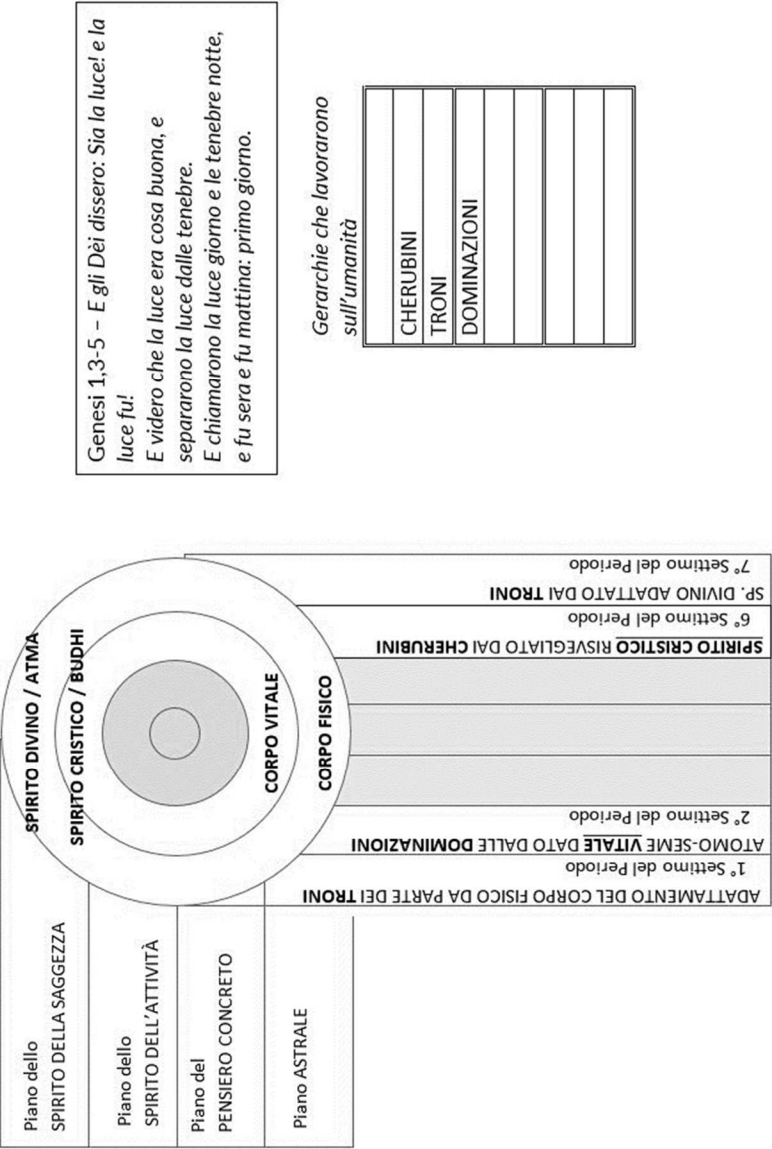 Piano dello
SPIRITO DELLA SAGGEZZA
Piano dello
SPIRITO DELL’ATTIVITÀ
Piano del
PENSIERO CONCRETO
Piano ASTRALE
SPIRITO DIVINO / ATMA
SPIRITO CRISTICO / BUDHI
CORPO VITALE
CORPO FISICO
ADATTAMENTO DEL CORPO FISICO DA PARTE DEI TRONI
1° Settimo del Periodo
ATOMO-SEME VITALE DATO DALLE DOMINAZIONI
2° Settimo del Periodo
SPIRITO CRISTICO RISVEGLIATO DAI CHERUBINI
6° Settimo del Periodo
SP. DIVINO ADATTATO DAI TRONI
7° Settimo del Periodo
Genesi 1,3-5 – E gli Dèi dissero: Sia la luce! e la
luce fu!
E videro che la luce era cosa buona, e
separarono la luce dalle tenebre.
E chiamarono la luce giorno e le tenebre notte,
e fu sera e fu mattina: primo giorno.
Gerarchie che lavorarono
sull’umanità
CHERUBINI
TRONI
DOMINAZIONI